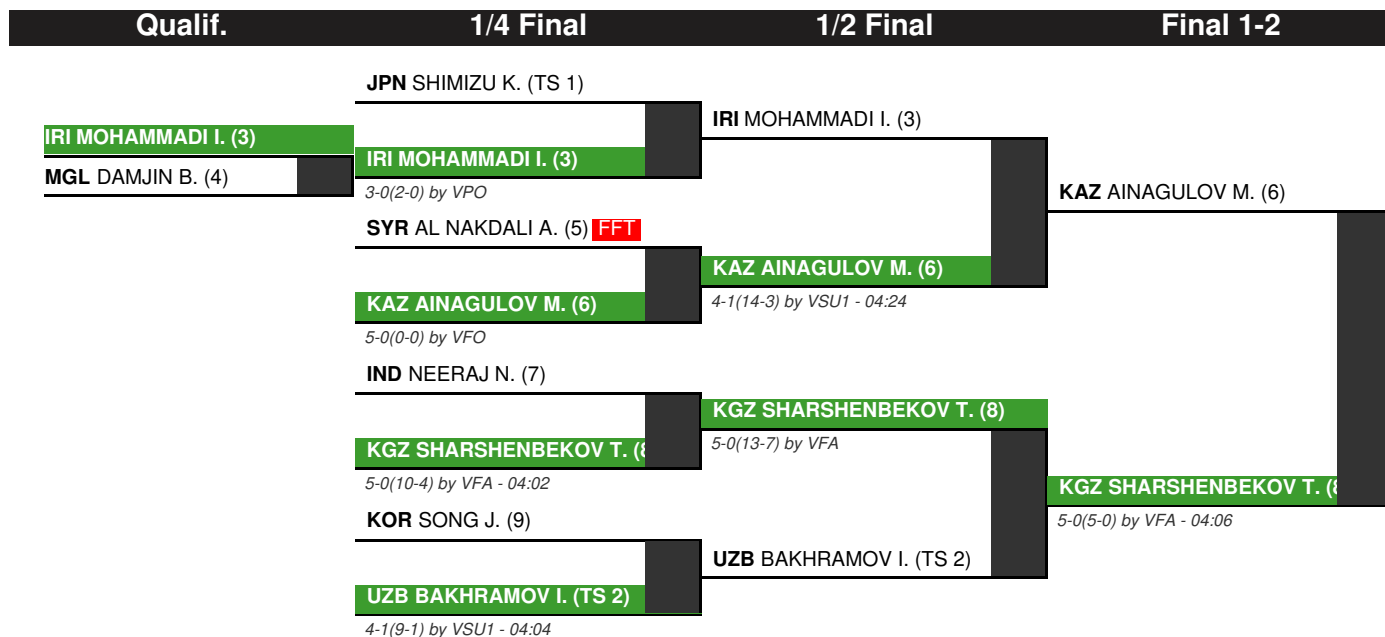 Qualif. 1/4 Final 1/2 Final Final 1-2
JPN SHIMIZU K. (TS 1)
IRI MOHAMMADI I. (3)
IRI MOHAMMADI I. (3)
MGL DAMJIN B. (4)
IRI MOHAMMADI I. (3)
3-0(2-0) by VPO
KAZ AINAGULOV M. (6)
SYR AL NAKDALI A. (5) FFT
KAZ AINAGULOV M. (6)
KAZ AINAGULOV M. (6)
4-1(14-3) by VSU1 - 04:24
5-0(0-0) by VFO
IND NEERAJ N. (7)
KGZ SHARSHENBEKOV T. (8)
KGZ SHARSHENBEKOV T. (8
5-0(13-7) by VFA
5-0(10-4) by VFA - 04:02
KGZ SHARSHENBEKOV T. (8
KOR SONG J. (9)
5-0(5-0) by VFA - 04:06
UZB BAKHRAMOV I. (TS 2)
UZB BAKHRAMOV I. (TS 2)
4-1(9-1) by VSU1 - 04:04